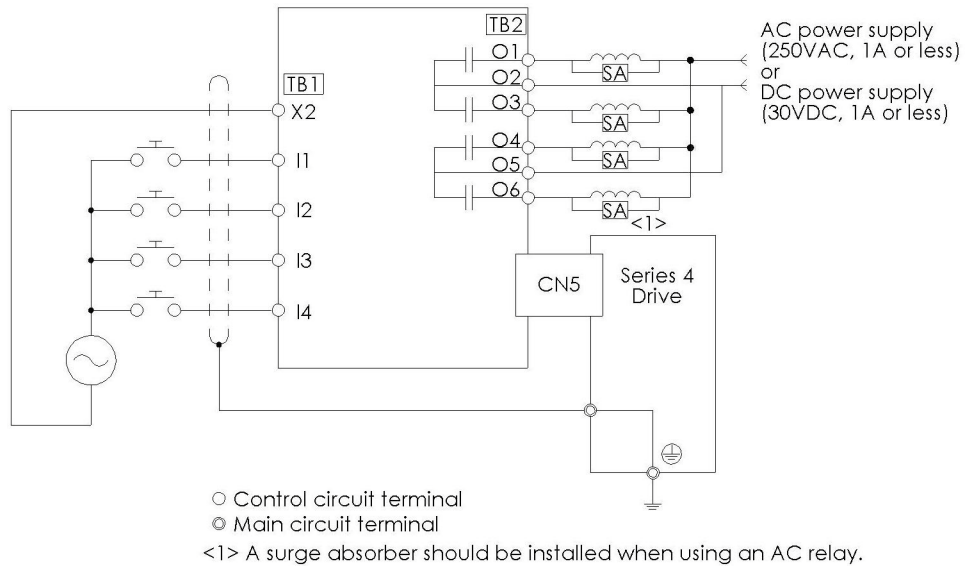 TB2
O1
O2
O3
O4
O5
O6
SA
SA
SA
SA
<1>
AC power supply
(250VAC, 1A or less)
or
DC power supply
(30VDC, 1A or less)
TB1
X2
I1
I2
I3
I4
CN5
Series 4
Drive
Control circuit terminal
Main circuit terminal
<1> A surge absorber should be installed when using an AC relay.